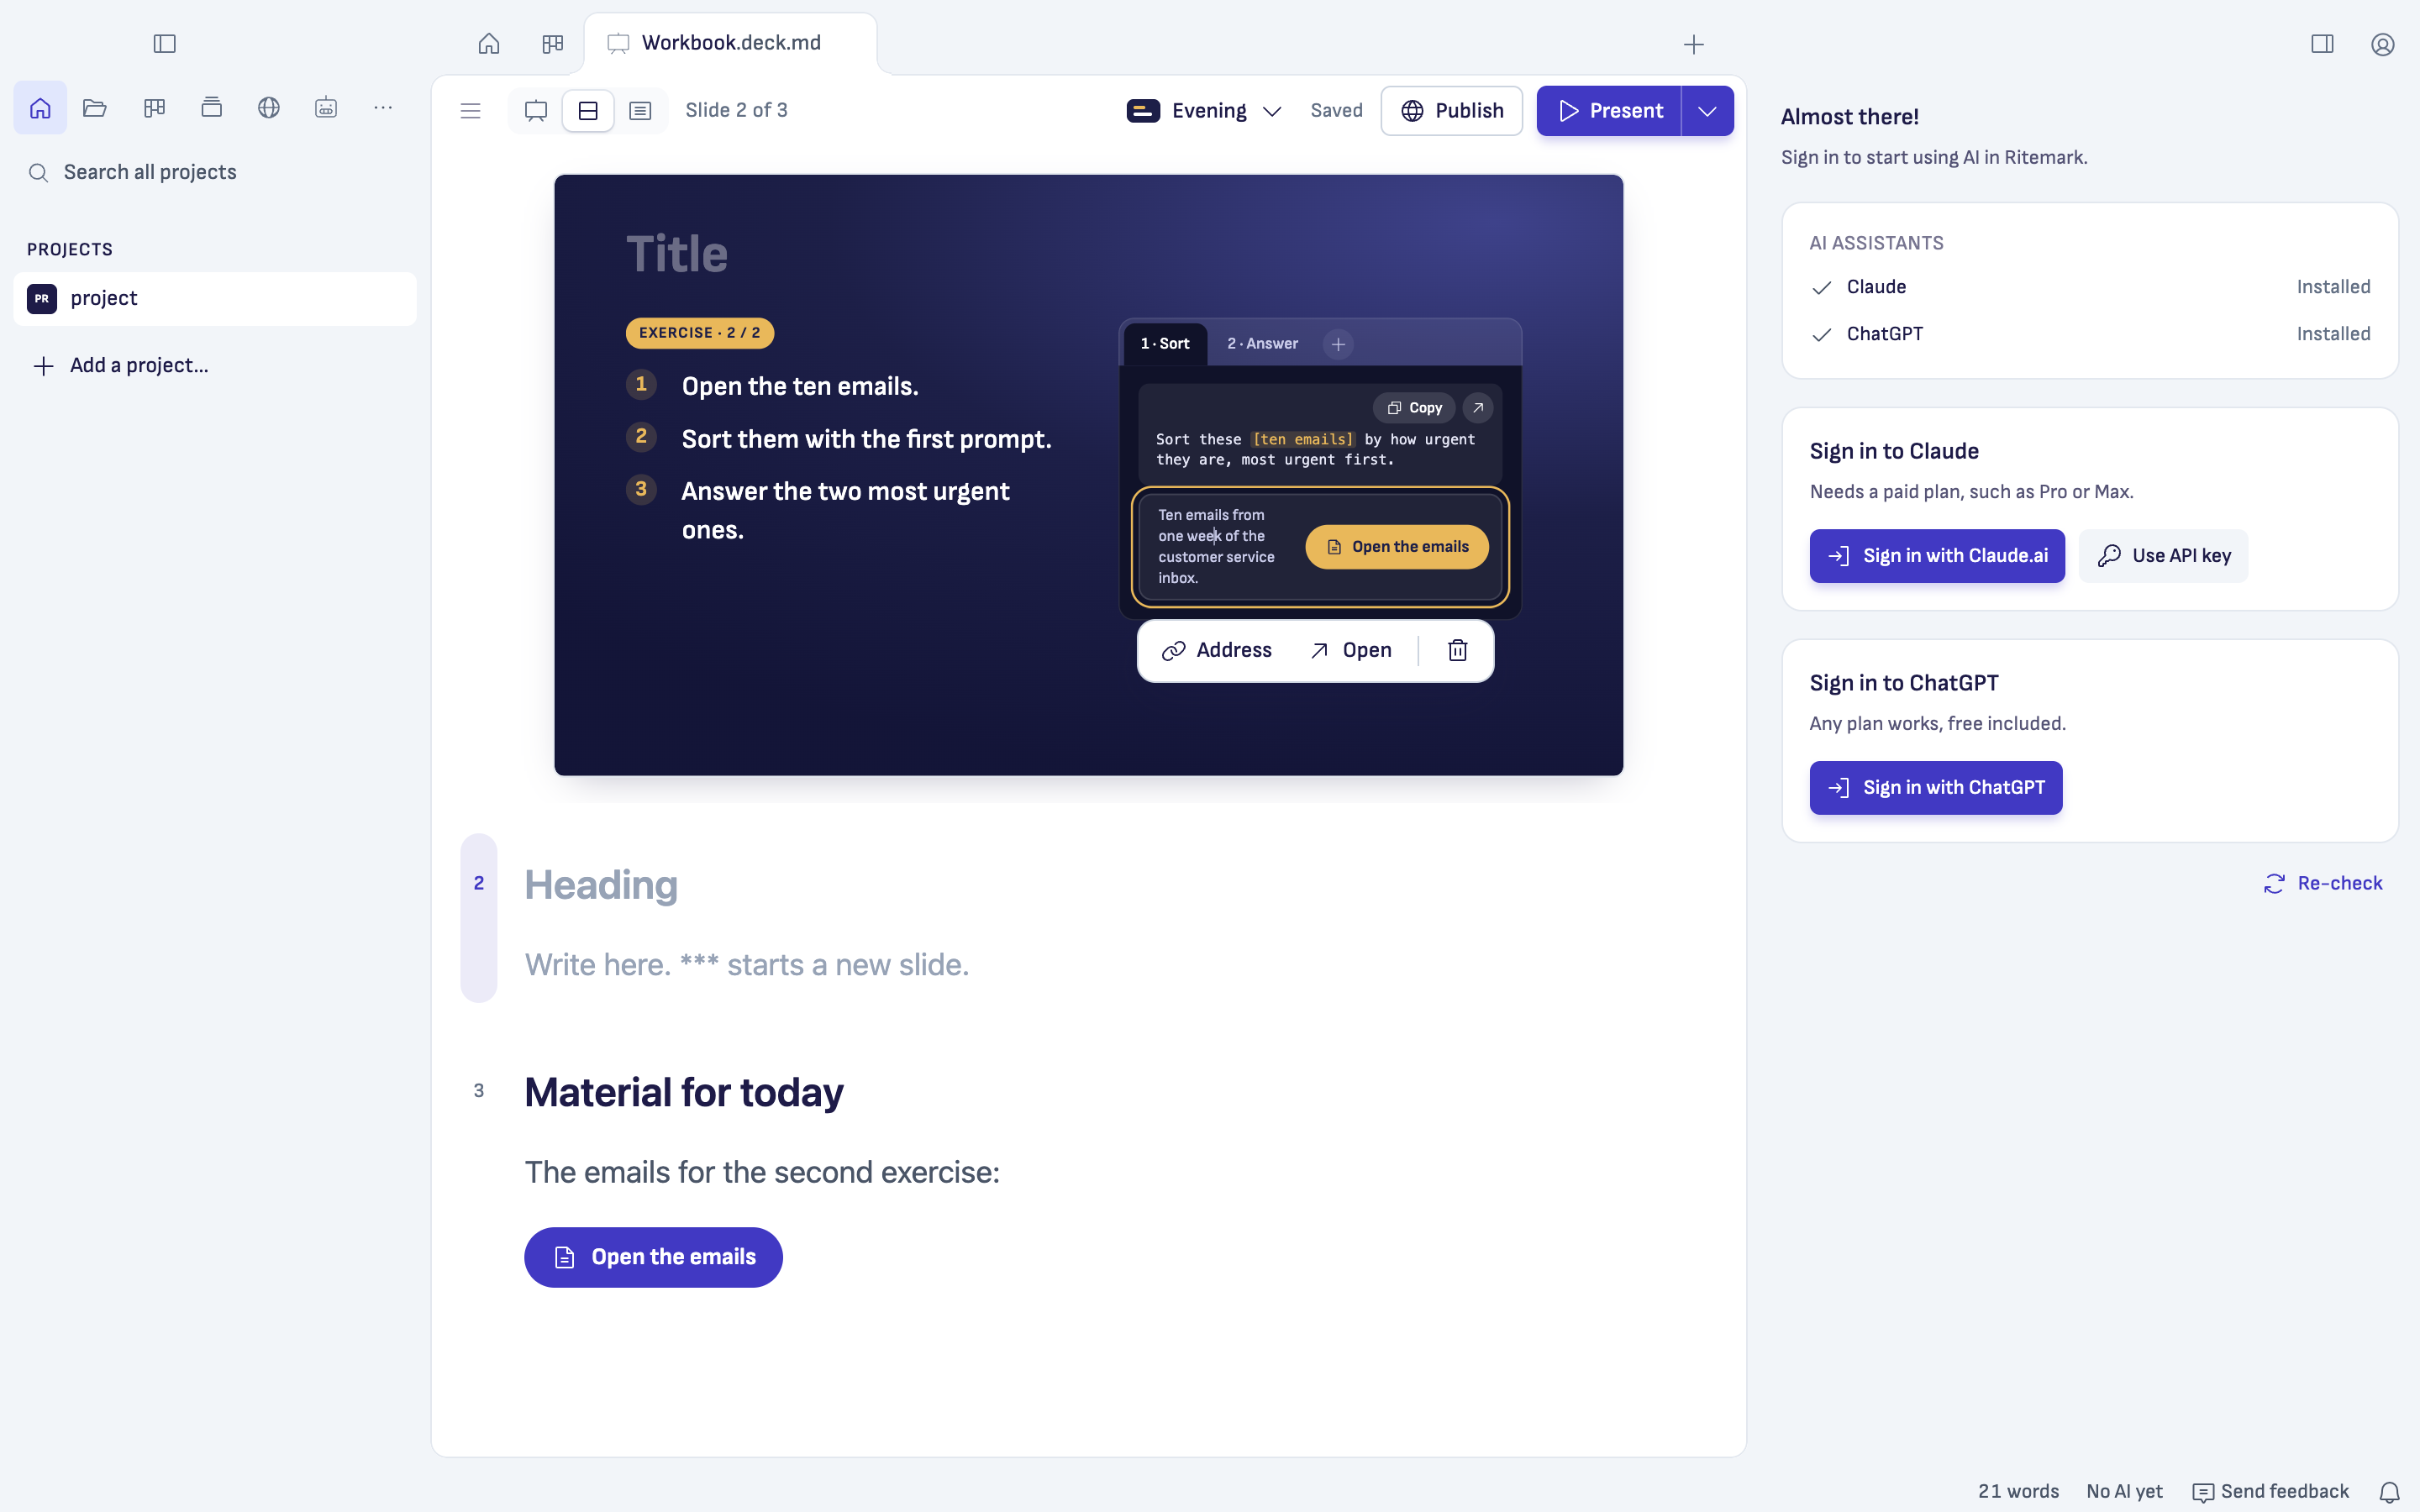 Workbook.deck.md
Search all projects
PROJECTS
PR project
Add a project...
Slide 2 of 3
Evening
Saved
Publish
Present
Title
EXERCISE · 2 / 2
1 Open the ten emails.
2 Sort them with the first prompt.
3 Answer the two most urgent
ones.
1 · Sort
2 · Answer
Copy
Sort these [ten emails] by how urgent
they are, most urgent first.
Ten emails from
one week of the
customer service
inbox.
Open the emails
Address
Open
2
Heading
Write here. *** starts a new slide.
3
Material for today
The emails for the second exercise:
Open the emails
Almost there!
Sign in to start using AI in Ritemark.
AI ASSISTANTS
Claude Installed
ChatGPT Installed
Sign in to Claude
Needs a paid plan, such as Pro or Max.
Sign in with Claude.ai
Use API key
Sign in to ChatGPT
Any plan works, free included.
Sign in with ChatGPT
Re-check
21 words
No AI yet
Send feedback